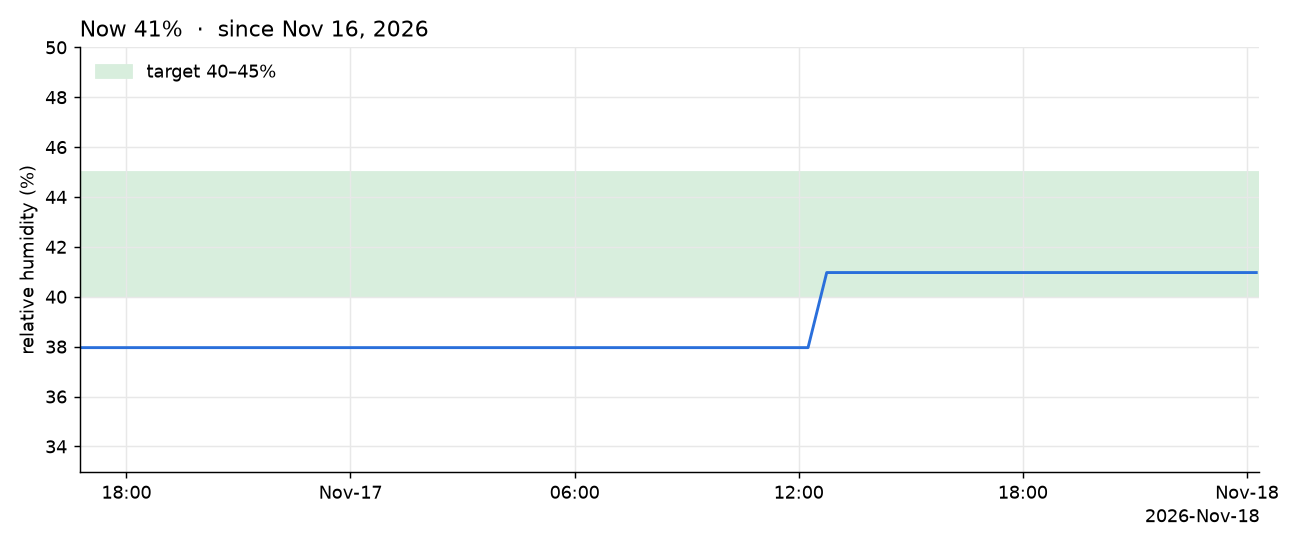 Now 41%  ·  since Nov 16, 2026
50
target 40–45%
48
46
44
42
40
38
36
34
relative humidity (%)
18:00 Nov-17 06:00 12:00 18:00 Nov-18
2026-Nov-18